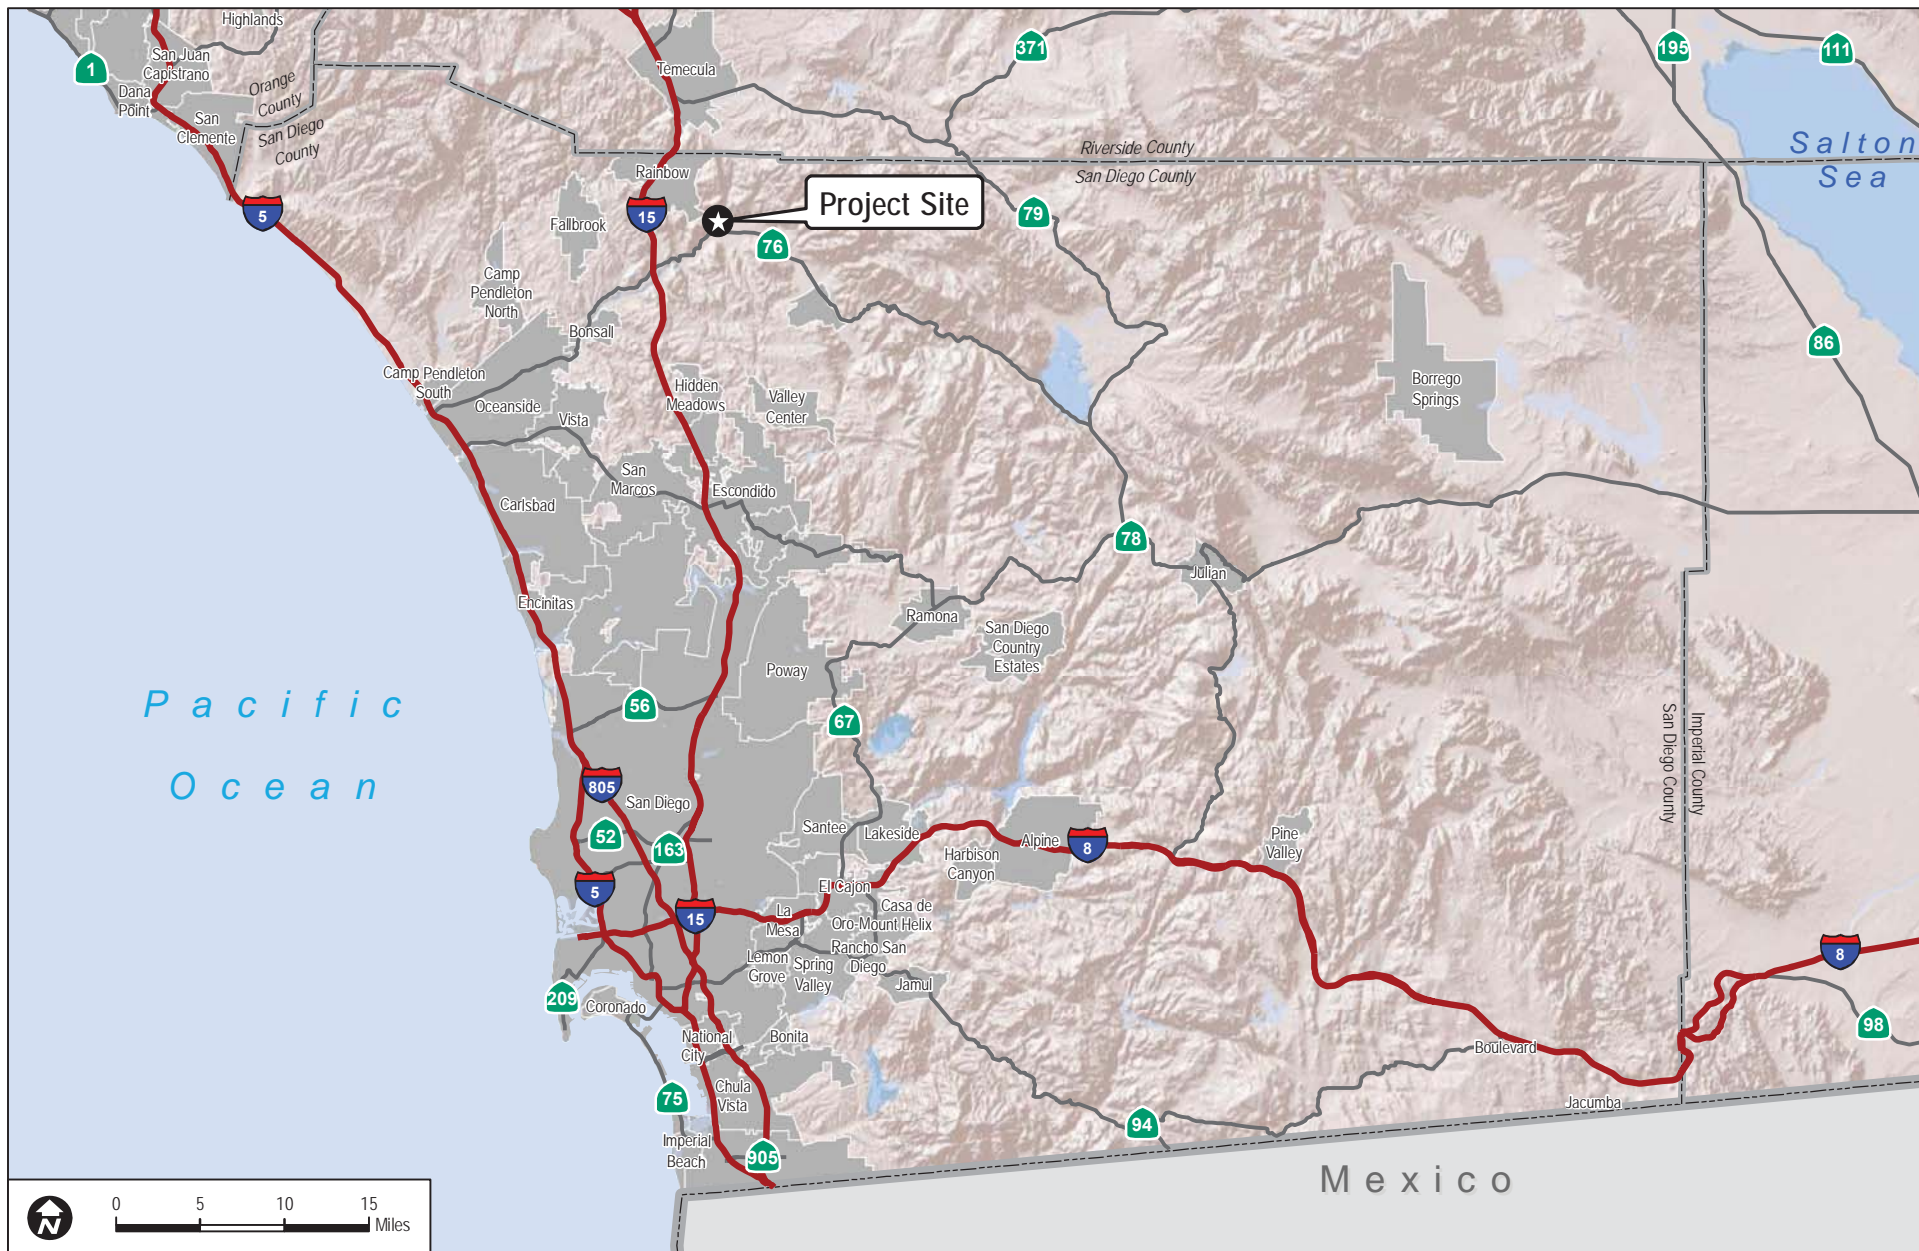 Highlands
San Juan
Capistrano
1
Dana
Point
San
Clemente
Orange
County
San Diego
County
Temecula
371
195
111
Riverside County
San Diego County
Salton
Sea
Rainbow
5
15
Fallbrook
Project Site
76
79
Camp
Pendleton
North
Bonsall
86
Camp Pendleton
South
Oceanside
Vista
Hidden
Meadows
Valley
Center
Borrego
Springs
San
Marcos
Escondido
Carlsbad
78
Julian
Encinitas
Ramona
San Diego
Country
Estates
Poway
Pacific
Ocean
56
67
San Diego County
Imperial County
805
San Diego
52
163
Santee
Lakeside
Alpine
8
Harbison
Canyon
Pine
Valley
5
El Cajon
15
La
Mesa
Casa de
Oro-Mount Helix
Rancho San
Diego
Lemon
Grove
Spring
Valley
Jamul
8
209
Coronado
98
National
City
Bonita
Boulevard
75
Chula
Vista
Jacumba
94
Imperial
Beach
905
Mexico
N
0 5 10 15
Miles